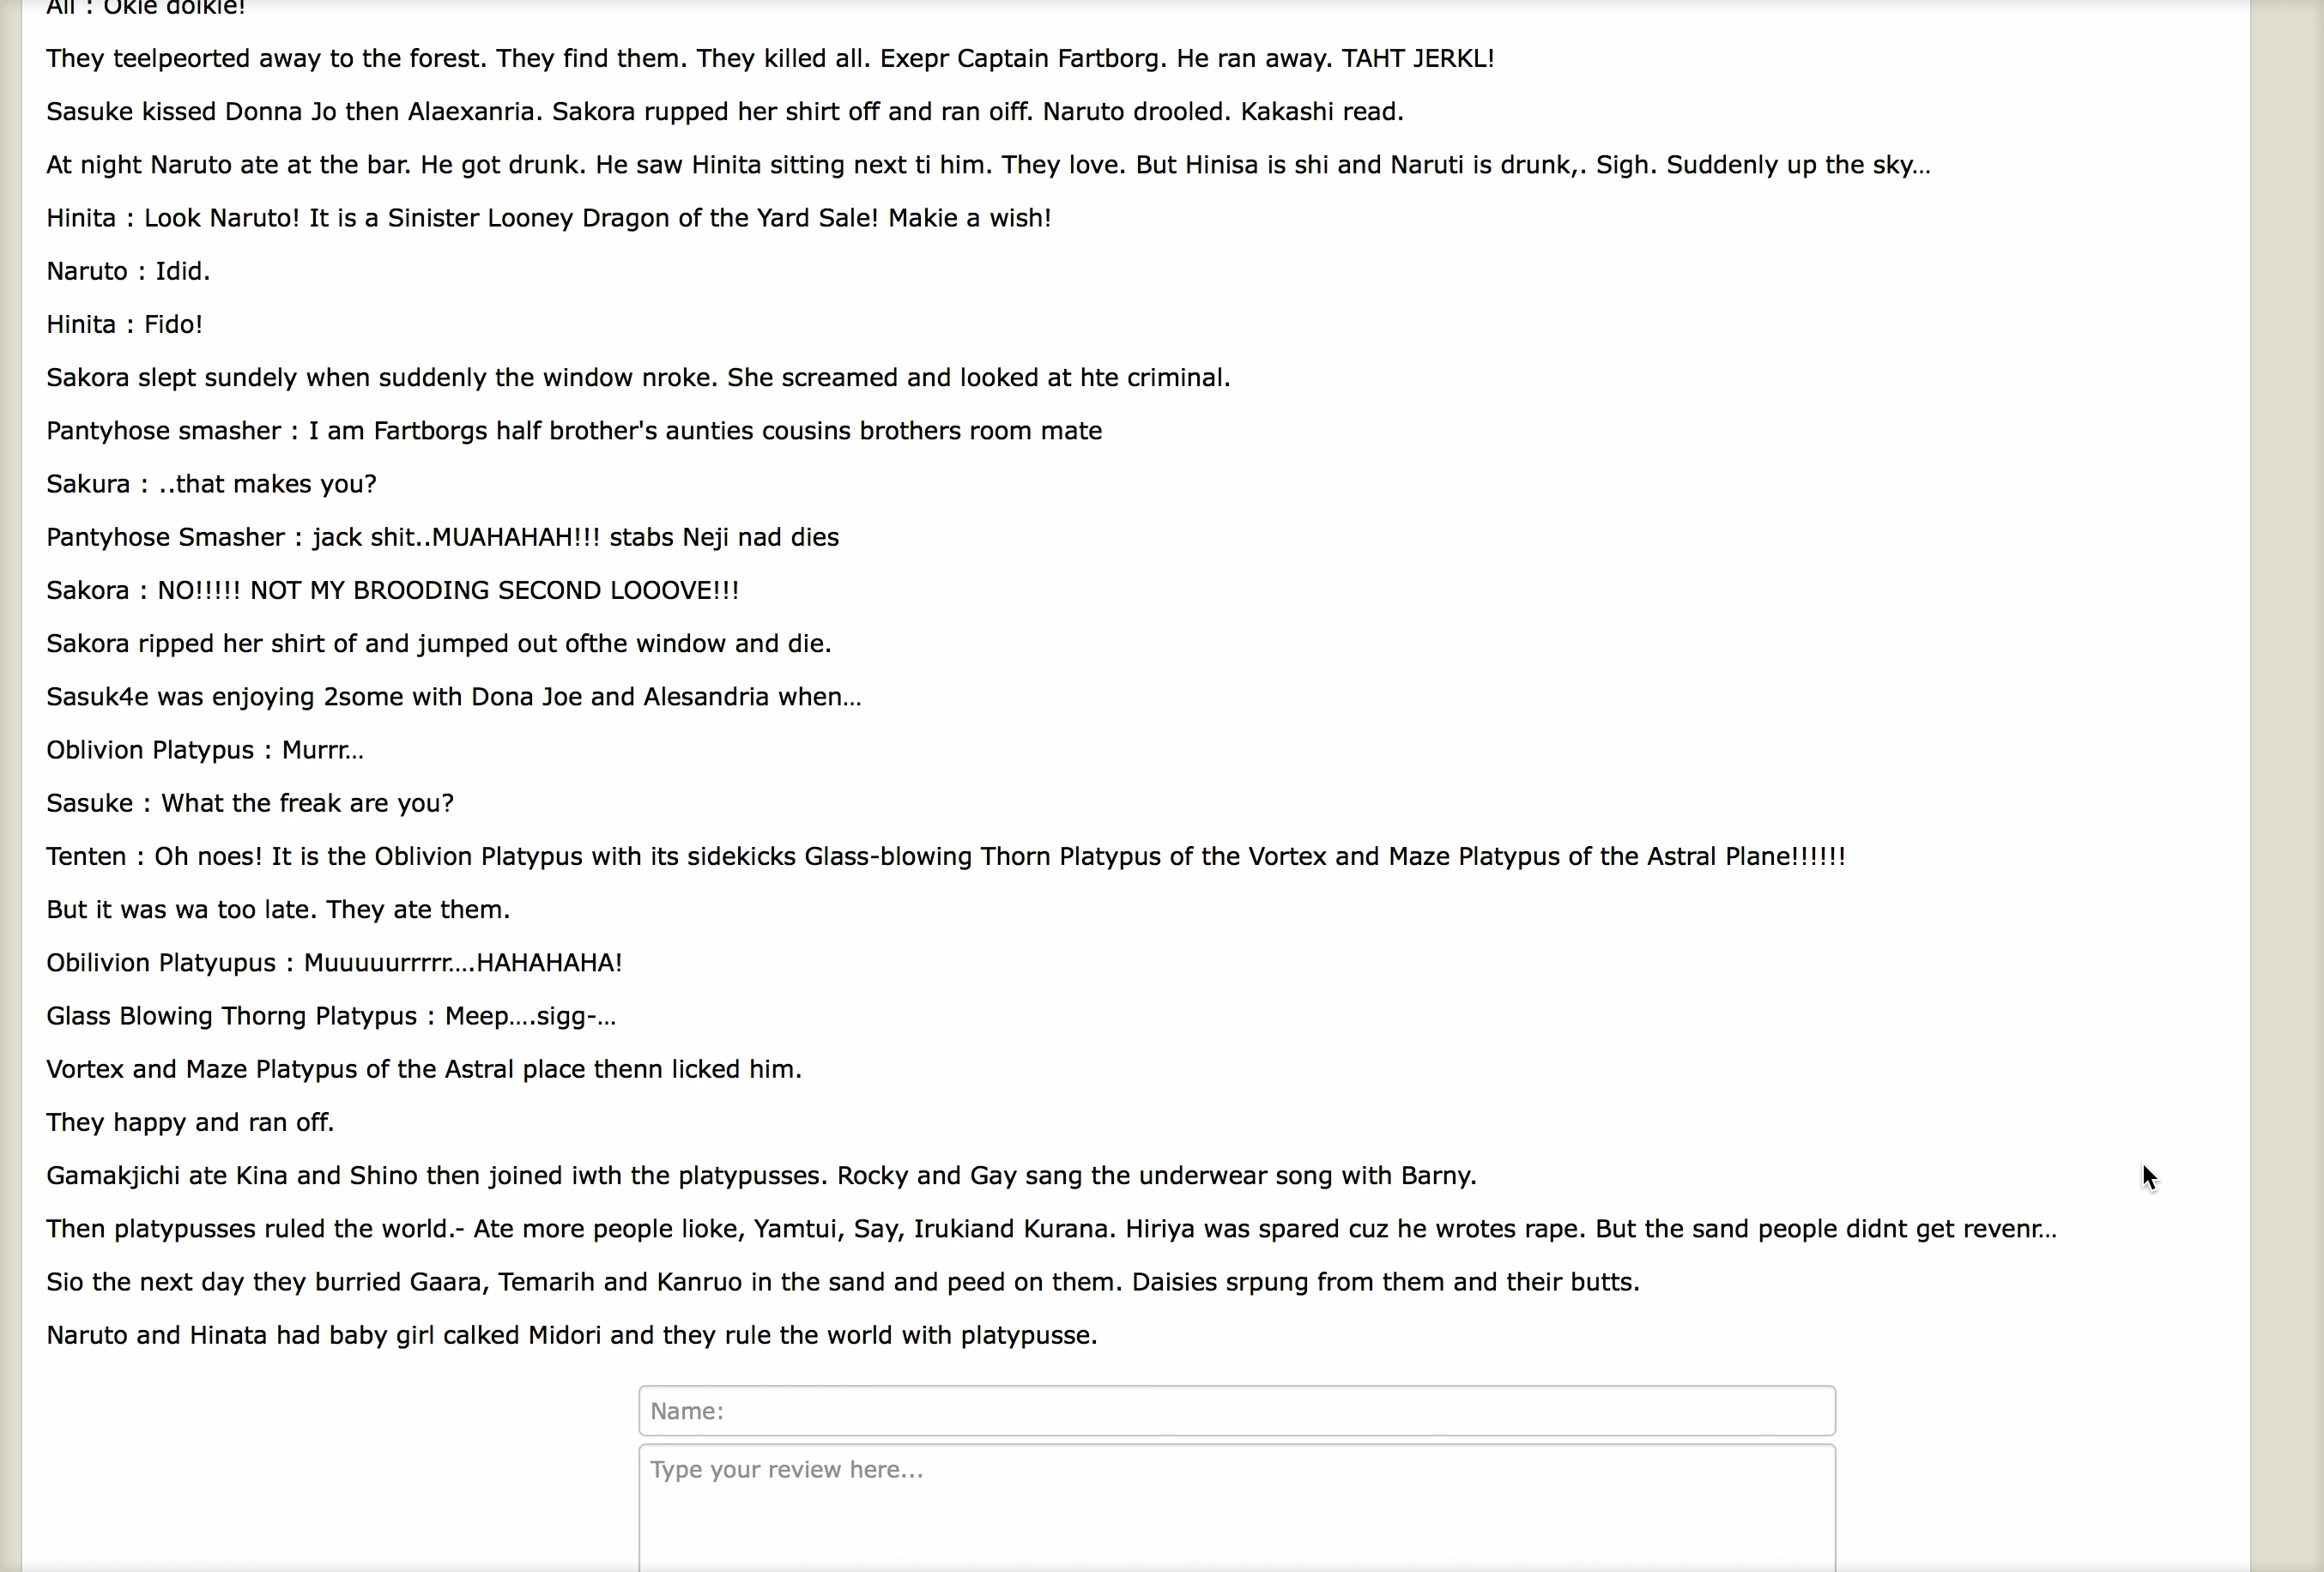 All : Okie dolkie!
They teelpeorted away to the forest. They find them. They killed all. Exepr Captain Fartborg. He ran away. TAHT JERKL!
Sasuke kissed Donna Jo then Alaexanria. Sakora rupped her shirt off and ran oiff. Naruto drooled. Kakashi read.
At night Naruto ate at the bar. He got drunk. He saw Hinita sitting next ti him. They love. But Hinisa is shi and Naruti is drunk,. Sigh. Suddenly up the sky...
Hinita : Look Naruto! It is a Sinister Looney Dragon of the Yard Sale! Makie a wish!
Naruto : Idid.
Hinita : Fido!
Sakora slept sundely when suddenly the window nroke. She screamed and looked at hte criminal.
Pantyhose smasher : I am Fartborgs half brother's aunties cousins brothers room mate
Sakura : ..that makes you?
Pantyhose Smasher : jack shit..MUAHAHAH!!! stabs Neji nad dies
Sakora : NO!!!!! NOT MY BROODING SECOND LOOOVE!!!
Sakora ripped her shirt of and jumped out ofthe window and die.
Sasuk4e was enjoying 2some with Dona Joe and Alesandria when...
Oblivion Platypus : Murrr...
Sasuke : What the freak are you?
Tenten : Oh noes! It is the Oblivion Platypus with its sidekicks Glass-blowing Thorn Platypus of the Vortex and Maze Platypus of the Astral Plane!!!!!!
But it was wa too late. They ate them.
Obilivion Platyupus : Muuuuurrrrr....HAHAHAHA!
Glass Blowing Thorng Platypus : Meep....sigg-...
Vortex and Maze Platypus of the Astral place thenn licked him.
They happy and ran off.
Gamakjichi ate Kina and Shino then joined iwth the platypusses. Rocky and Gay sang the underwear song with Barny.
Then platypusses ruled the world.- Ate more people lioke, Yamtui, Say, Irukiand Kurana. Hiriya was spared cuz he wrotes rape. But the sand people didnt get revenr...
Sio the next day they burried Gaara, Temarih and Kanruo in the sand and peed on them. Daisies srpung from them and their butts.
Naruto and Hinata had baby girl calked Midori and they rule the world with platypusse.
Name:
Type your review here...